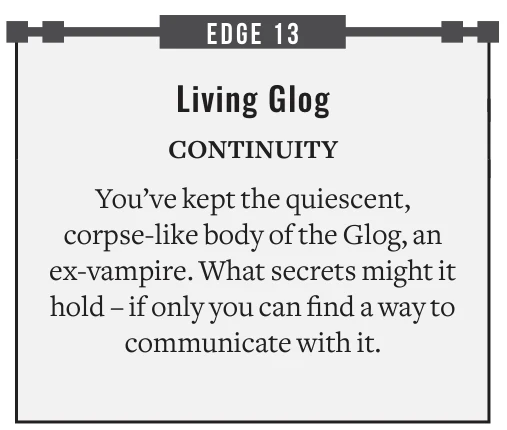 EDGE 13
Living Glog
CONTINUITY
You’ve kept the quiescent,
corpse-like body of the Glog, an
ex-vampire. What secrets might it
hold – if only you can find a way to
communicate with it.